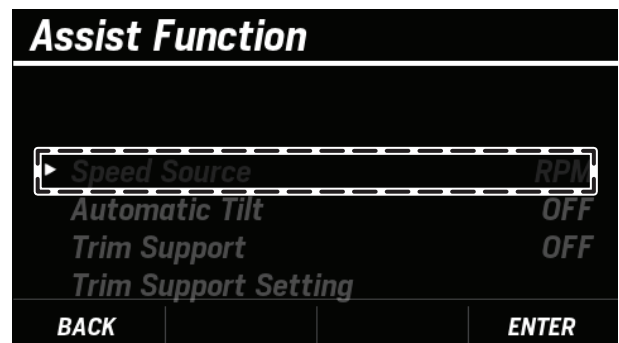 Assist Function
Speed Source RPM
Automatic Tilt OFF
Trim Support OFF
Trim Support Setting
BACK ENTER